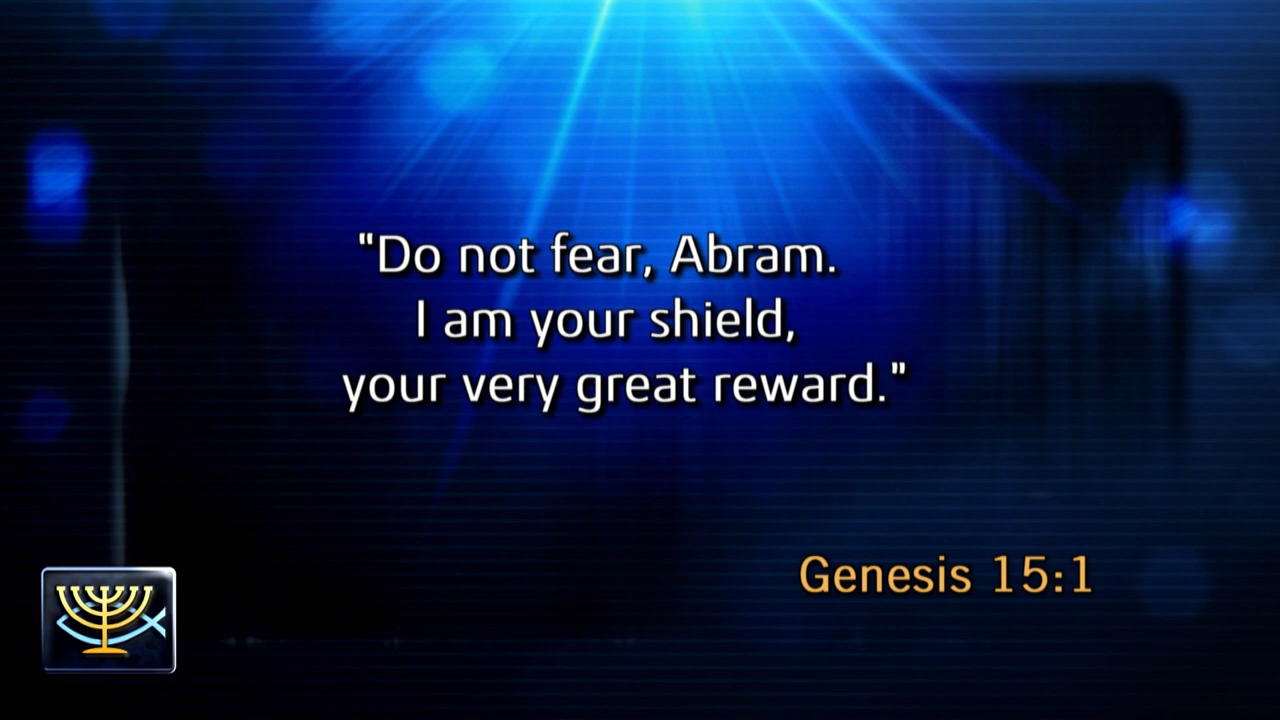 "Do not fear, Abram.
I am your shield,
your very great reward."
Genesis 15:1